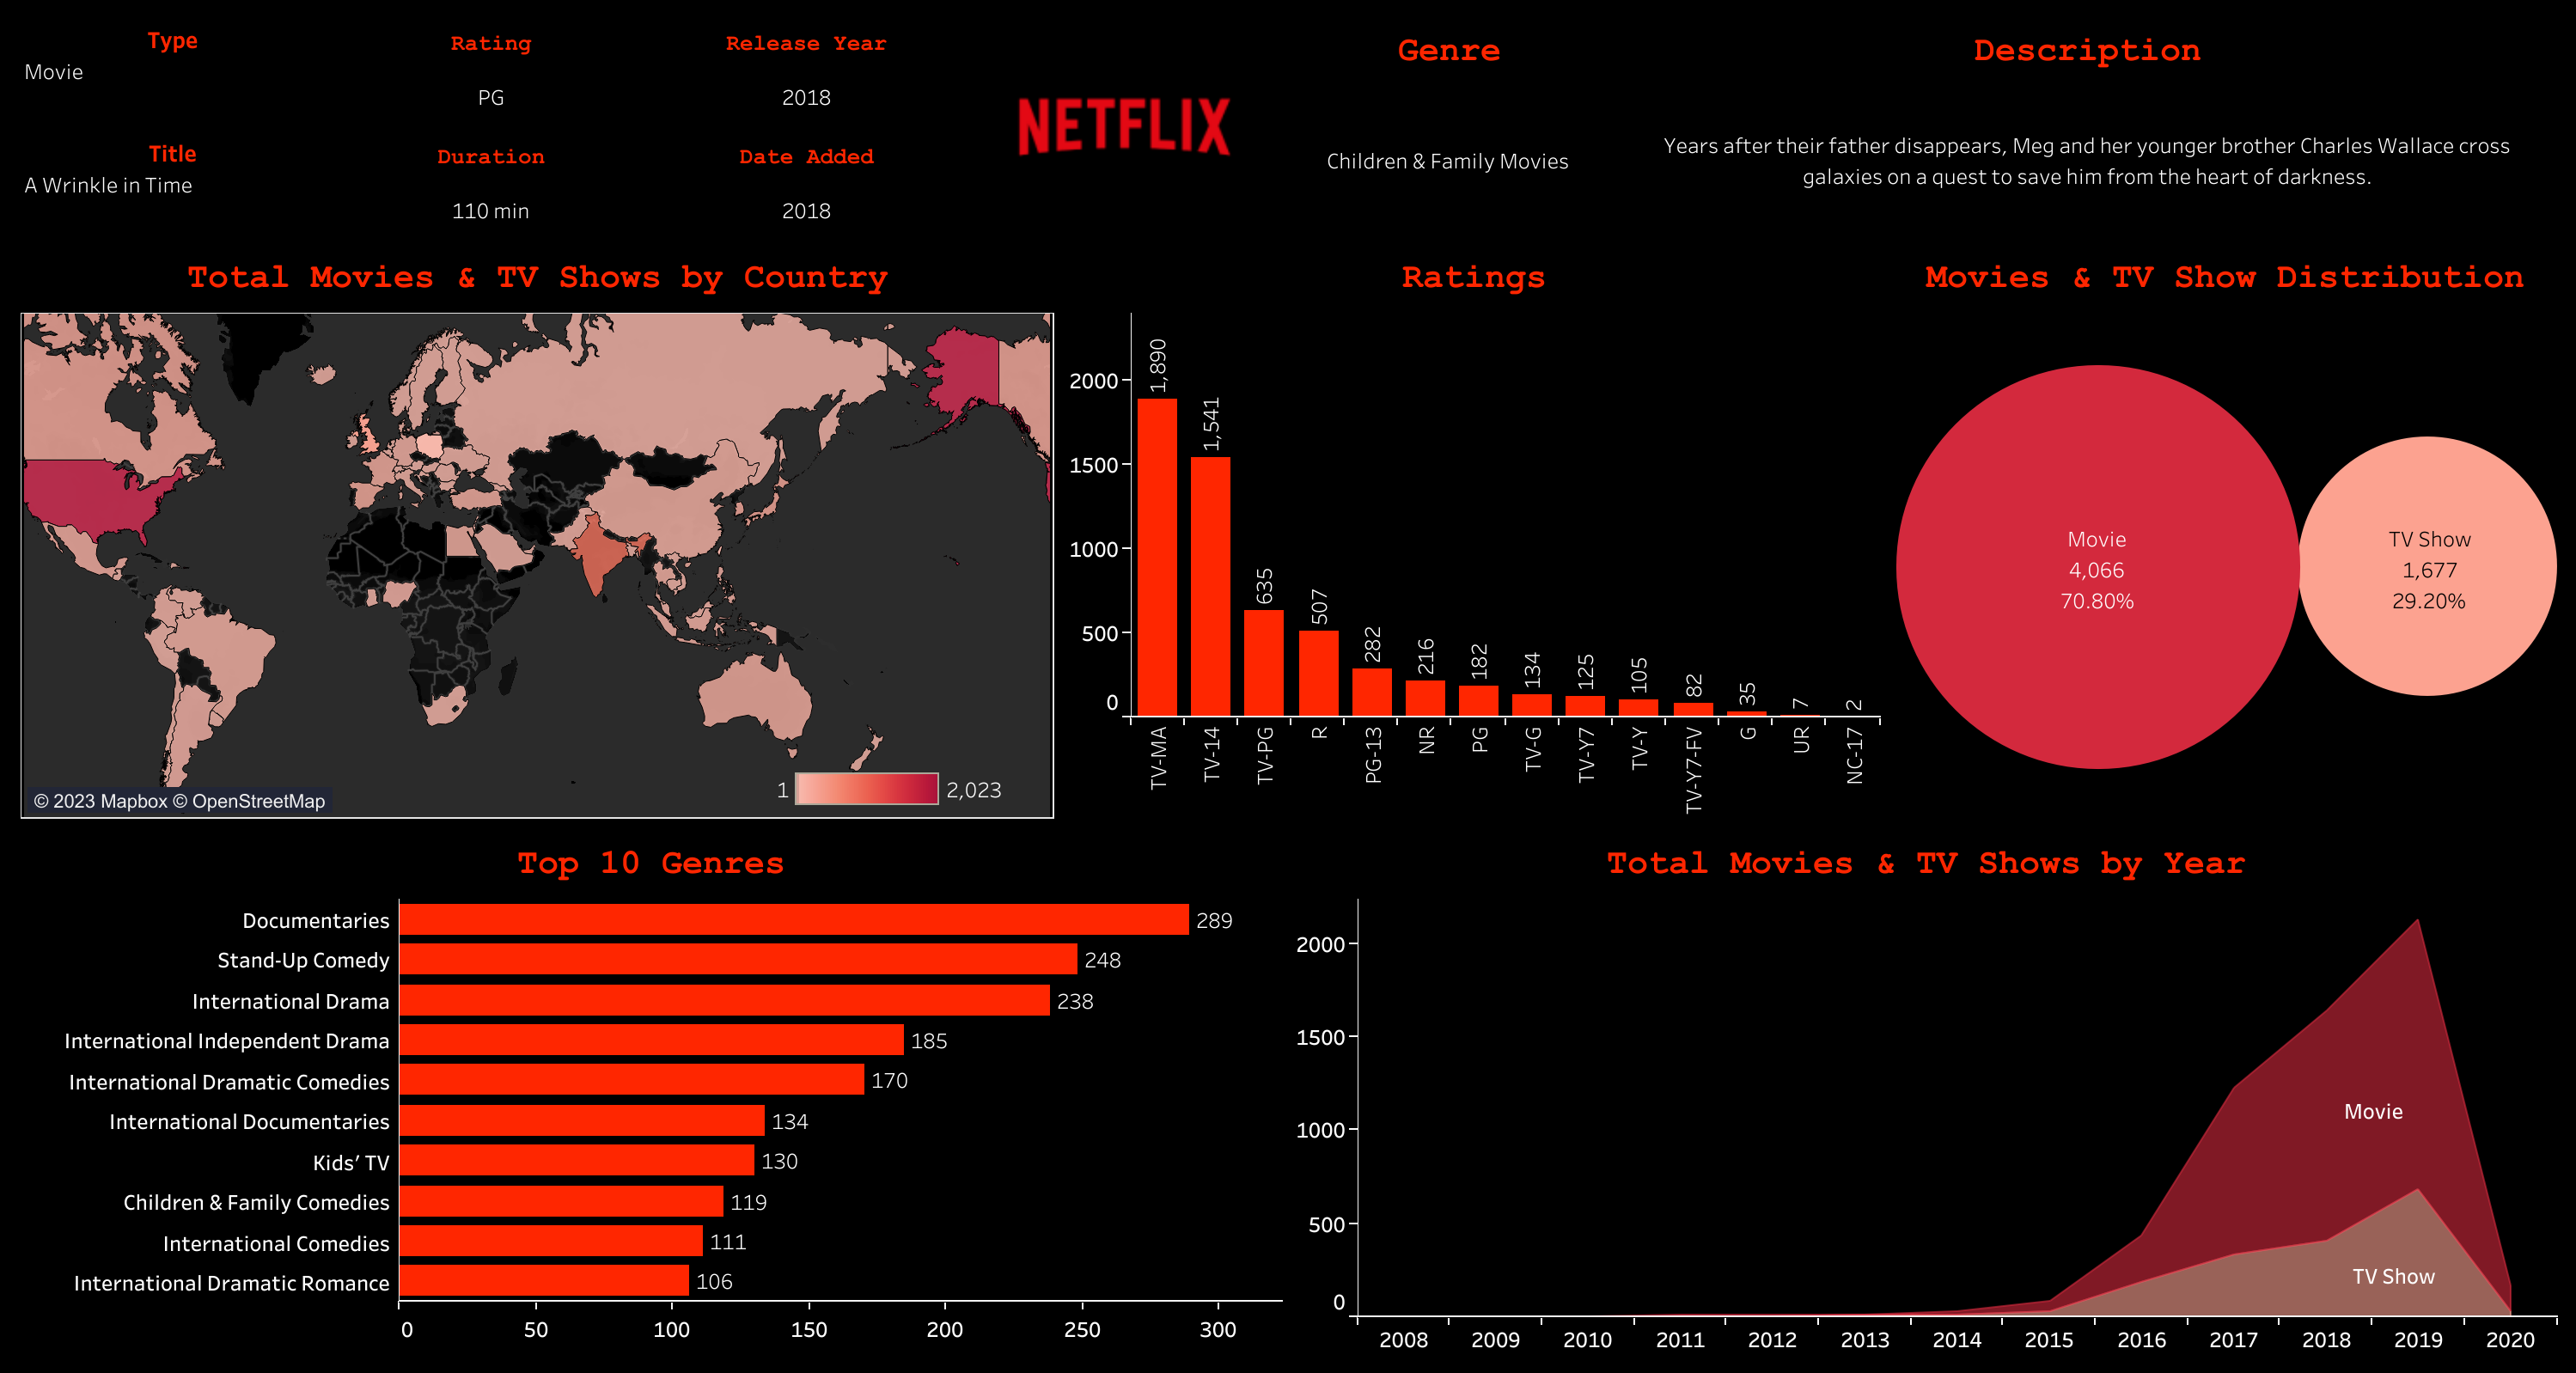 Type
Movie
Rating
PG
Release Year
2018
Title
A Wrinkle in Time
Duration
110 min
Date Added
2018
NETFLIX
Genre
Children & Family Movies
Description
Years after their father disappears, Meg and her younger brother Charles Wallace cross
galaxies on a quest to save him from the heart of darkness.
Total Movies & TV Shows by Country
© 2023 Mapbox © OpenStreetMap
1
2,023
Ratings
2000
1500
1000
500
0
1,890
1,541
635
507
282
216
182
134
125
105
82
35
7
2
TV-MA
TV-14
TV-PG
R
PG-13
NR
PG
TV-G
TV-Y7
TV-Y
TV-Y7-FV
G
UR
NC-17
Movies & TV Show Distribution
Movie
4,066
70.80%
TV Show
1,677
29.20%
Top 10 Genres
Documentaries 289
Stand-Up Comedy 248
International Drama 238
International Independent Drama 185
International Dramatic Comedies 170
International Documentaries 134
Kids’ TV 130
Children & Family Comedies 119
International Comedies 111
International Dramatic Romance 106
0 50 100 150 200 250 300
Total Movies & TV Shows by Year
2000
1500
1000
500
0
Movie
TV Show
2008 2009 2010 2011 2012 2013 2014 2015 2016 2017 2018 2019 2020